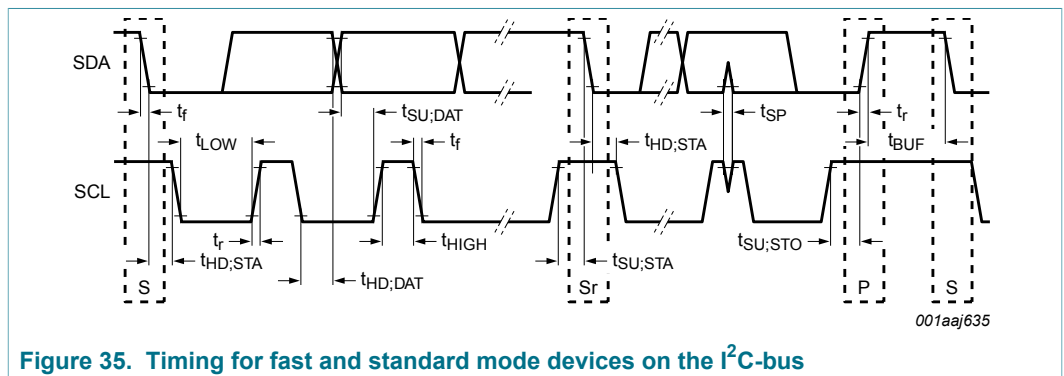 SDA
t_f
t_SU;DAT
t_SP
t_r
t_LOW
t_f
t_HD;STA
t_BUF
SCL
t_r
t_HIGH
t_SU;STO
t_HD;STA
t_SU;STA
t_HD;DAT
S
Sr
P
S
001aaj635
Figure 35. Timing for fast and standard mode devices on the I²C-bus